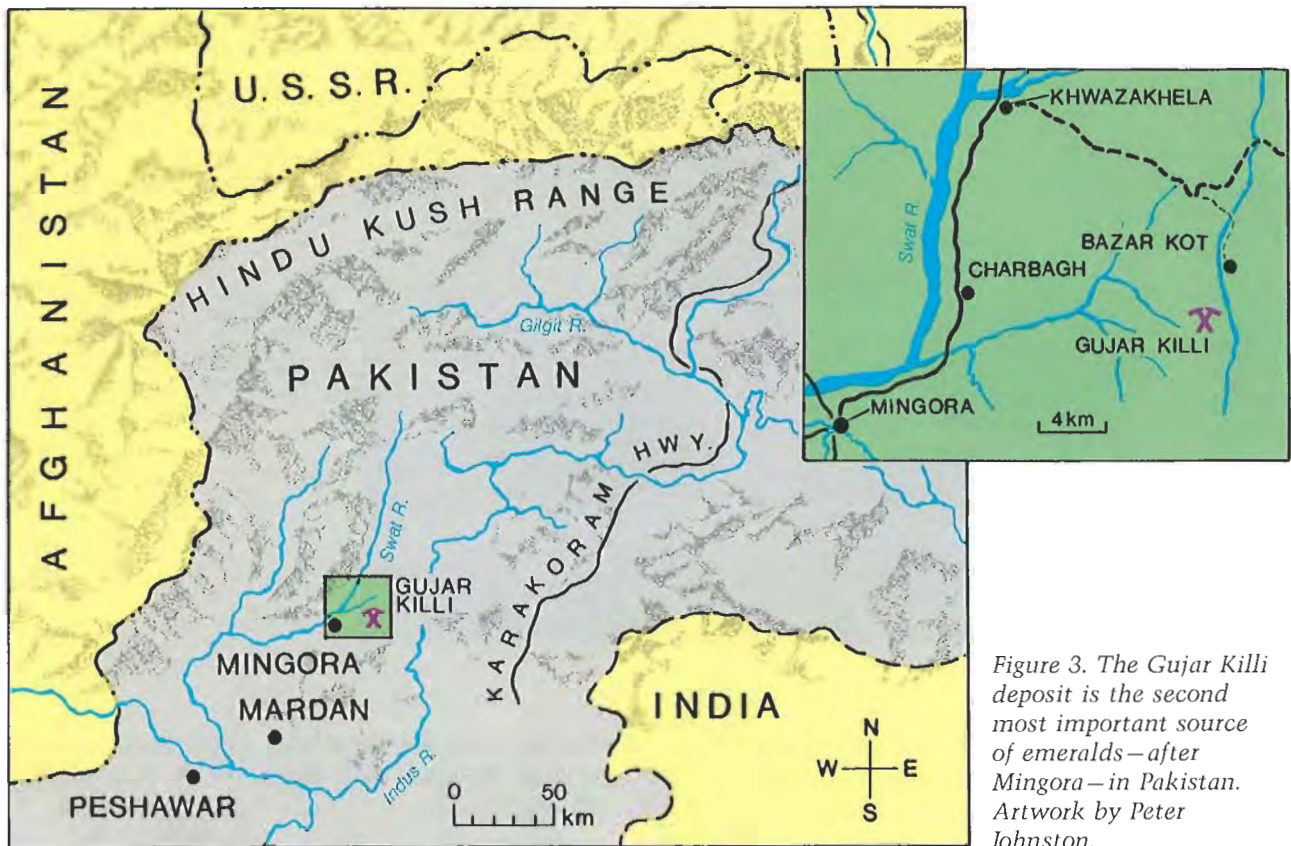 U.S.S.R.
AFGHANISTAN
HINDU KUSH RANGE
Gilgit R.
PAKISTAN
KARAKORAM HWY.
Swat R.
GUJAR
KILLI
MINGORA
MARDAN
PESHAWAR
Indus R.
0 50
km
INDIA
N
W E
S
KHWAZAKHELA
Swat R.
BAZAR KOT
CHARBAGH
GUJAR KILLI
MINGORA
4km
Figure 3. The Gujar Killi
deposit is the second
most important source
of emeralds—after
Mingora—in Pakistan.
Artwork by Peter
Johnston.